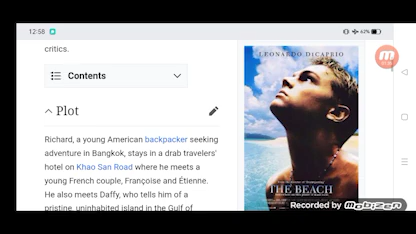 12:58
62%
critics.
Contents
Plot
Richard, a young American backpacker seeking
adventure in Bangkok, stays in a drab travelers'
hotel on Khao San Road where he meets a
young French couple, Françoise and Étienne.
He also meets Daffy, who tells him of a
pristine, uninhabited island in the Gulf of
LEONARDO DiCAPRIO
THE BEACH
Recorded by
MOBIZEN